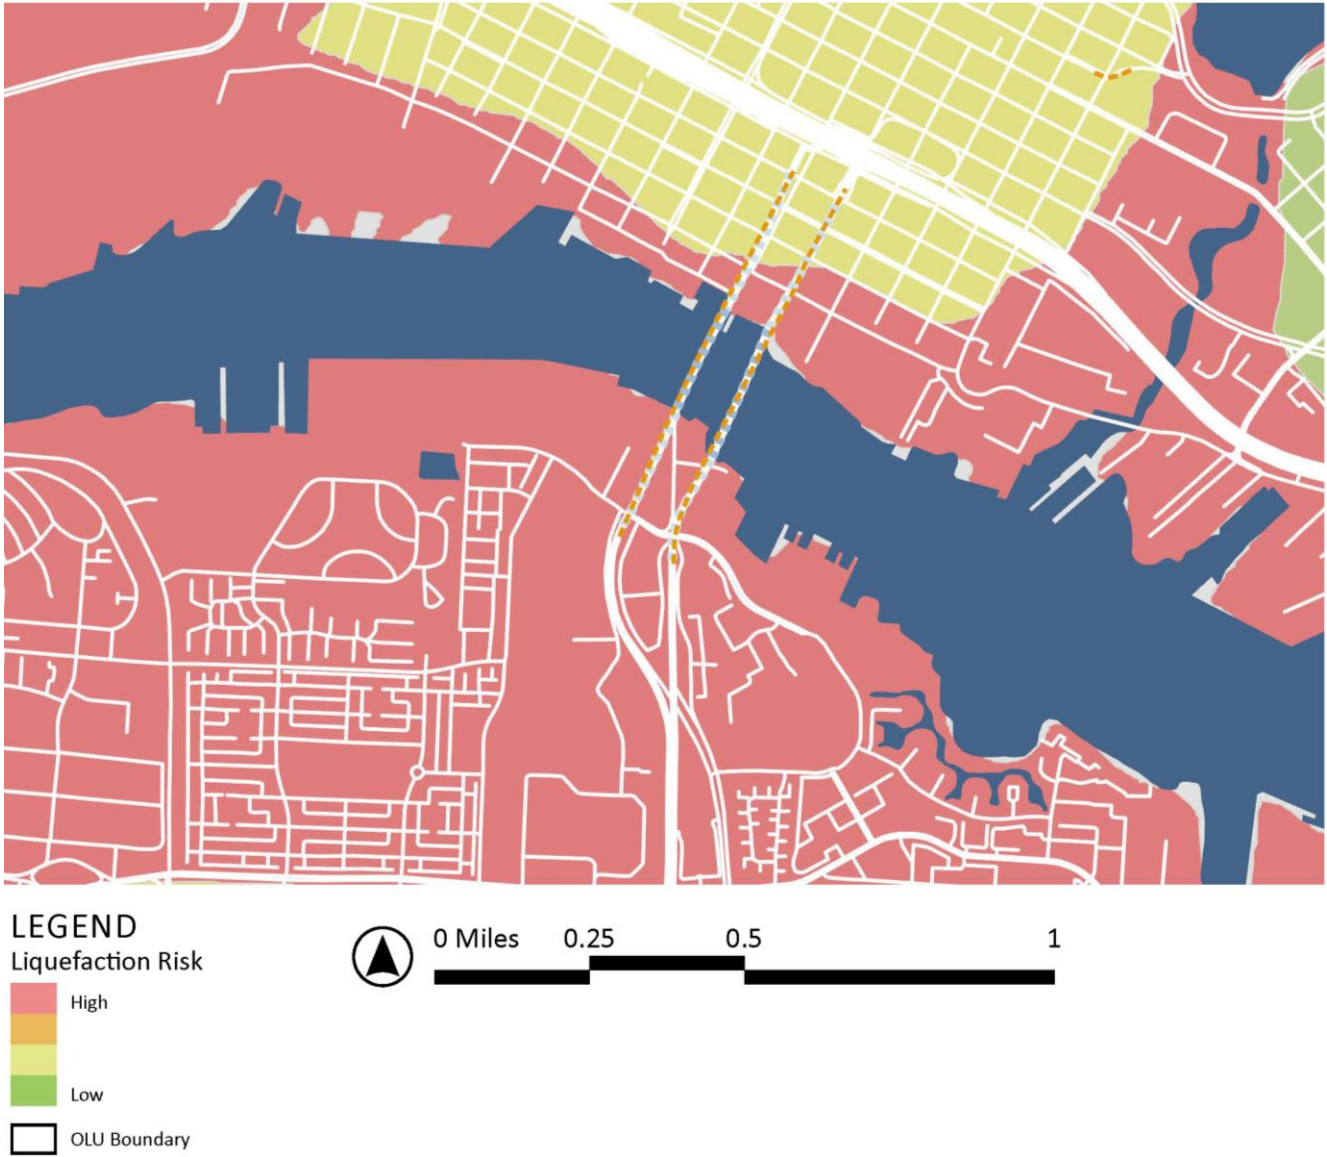 LEGEND
Liquefaction Risk
High
Low
OLU Boundary
0 Miles 0.25 0.5 1